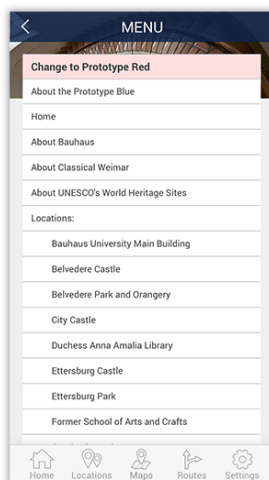 MENU
Change to Prototype Red
About the Prototype Blue
Home
About Bauhaus
About Classical Weimar
About UNESCO's World Heritage Sites
Locations:
Bauhaus University Main Building
Belvedere Castle
Belvedere Park and Orangery
City Castle
Duchess Anna Amalia Library
Ettersburg Castle
Ettersburg Park
Former School of Arts and Crafts
Home Locations Maps Routes Settings